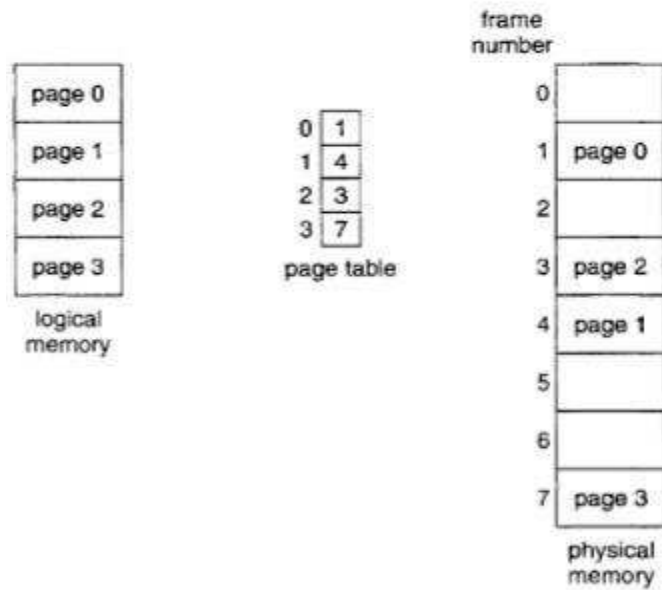 page 0
page 1
page 2
page 3
logical
memory
0 1
1 4
2 3
3 7
page table
frame
number
0
1 page 0
2
3 page 2
4 page 1
5
6
7 page 3
physical
memory